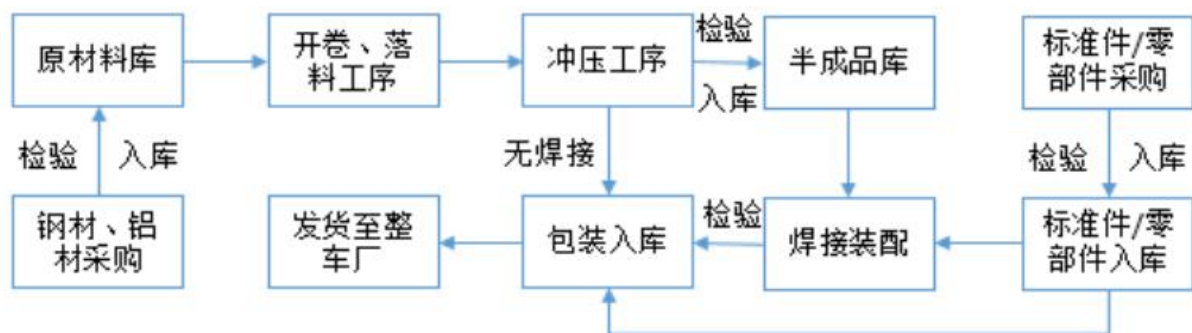 原材料库
开卷、落
料工序
冲压工序
检验
入库
半成品库
标准件/零
部件采购
检验
入库
无焊接
检验
入库
钢材、铝
材采购
发货至整
车厂
包装入库
检验
焊接装配
标准件/零
部件入库